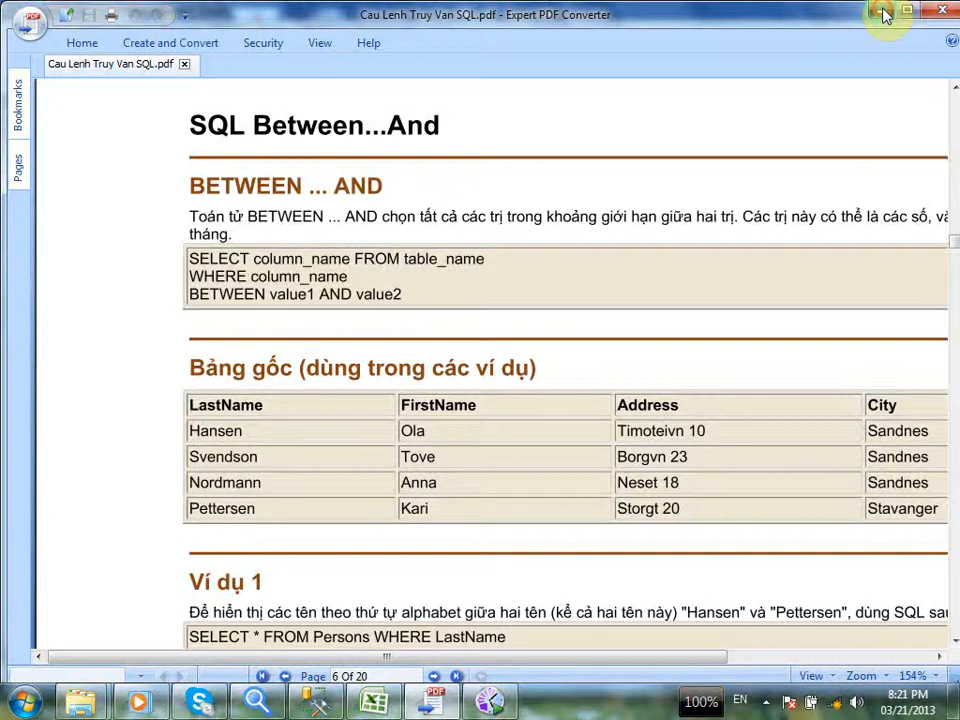 Cau Lenh Truy Van SQL.pdf - Expert PDF Converter
Home Create and Convert Security View Help
Cau Lenh Truy Van SQL.pdf
Bookmarks
Pages
SQL Between...And
BETWEEN ... AND
Toán tử BETWEEN ... AND chọn tất cả các trị trong khoảng giới hạn giữa hai trị. Các trị này có thể là các số, vă
tháng.
SELECT column_name FROM table_name
WHERE column_name
BETWEEN value1 AND value2
Bảng gốc (dùng trong các ví dụ)
LastName FirstName Address City
Hansen Ola Timoteivn 10 Sandnes
Svendson Tove Borgvn 23 Sandnes
Nordmann Anna Neset 18 Sandnes
Pettersen Kari Storgt 20 Stavanger
Ví dụ 1
Để hiển thị các tên theo thứ tự alphabet giữa hai tên (kể cả hai tên này) "Hansen" và "Pettersen", dùng SQL sau
SELECT * FROM Persons WHERE LastName
Page 6 Of 20 View Zoom 154%
100% EN 8:21 PM
03/21/2013